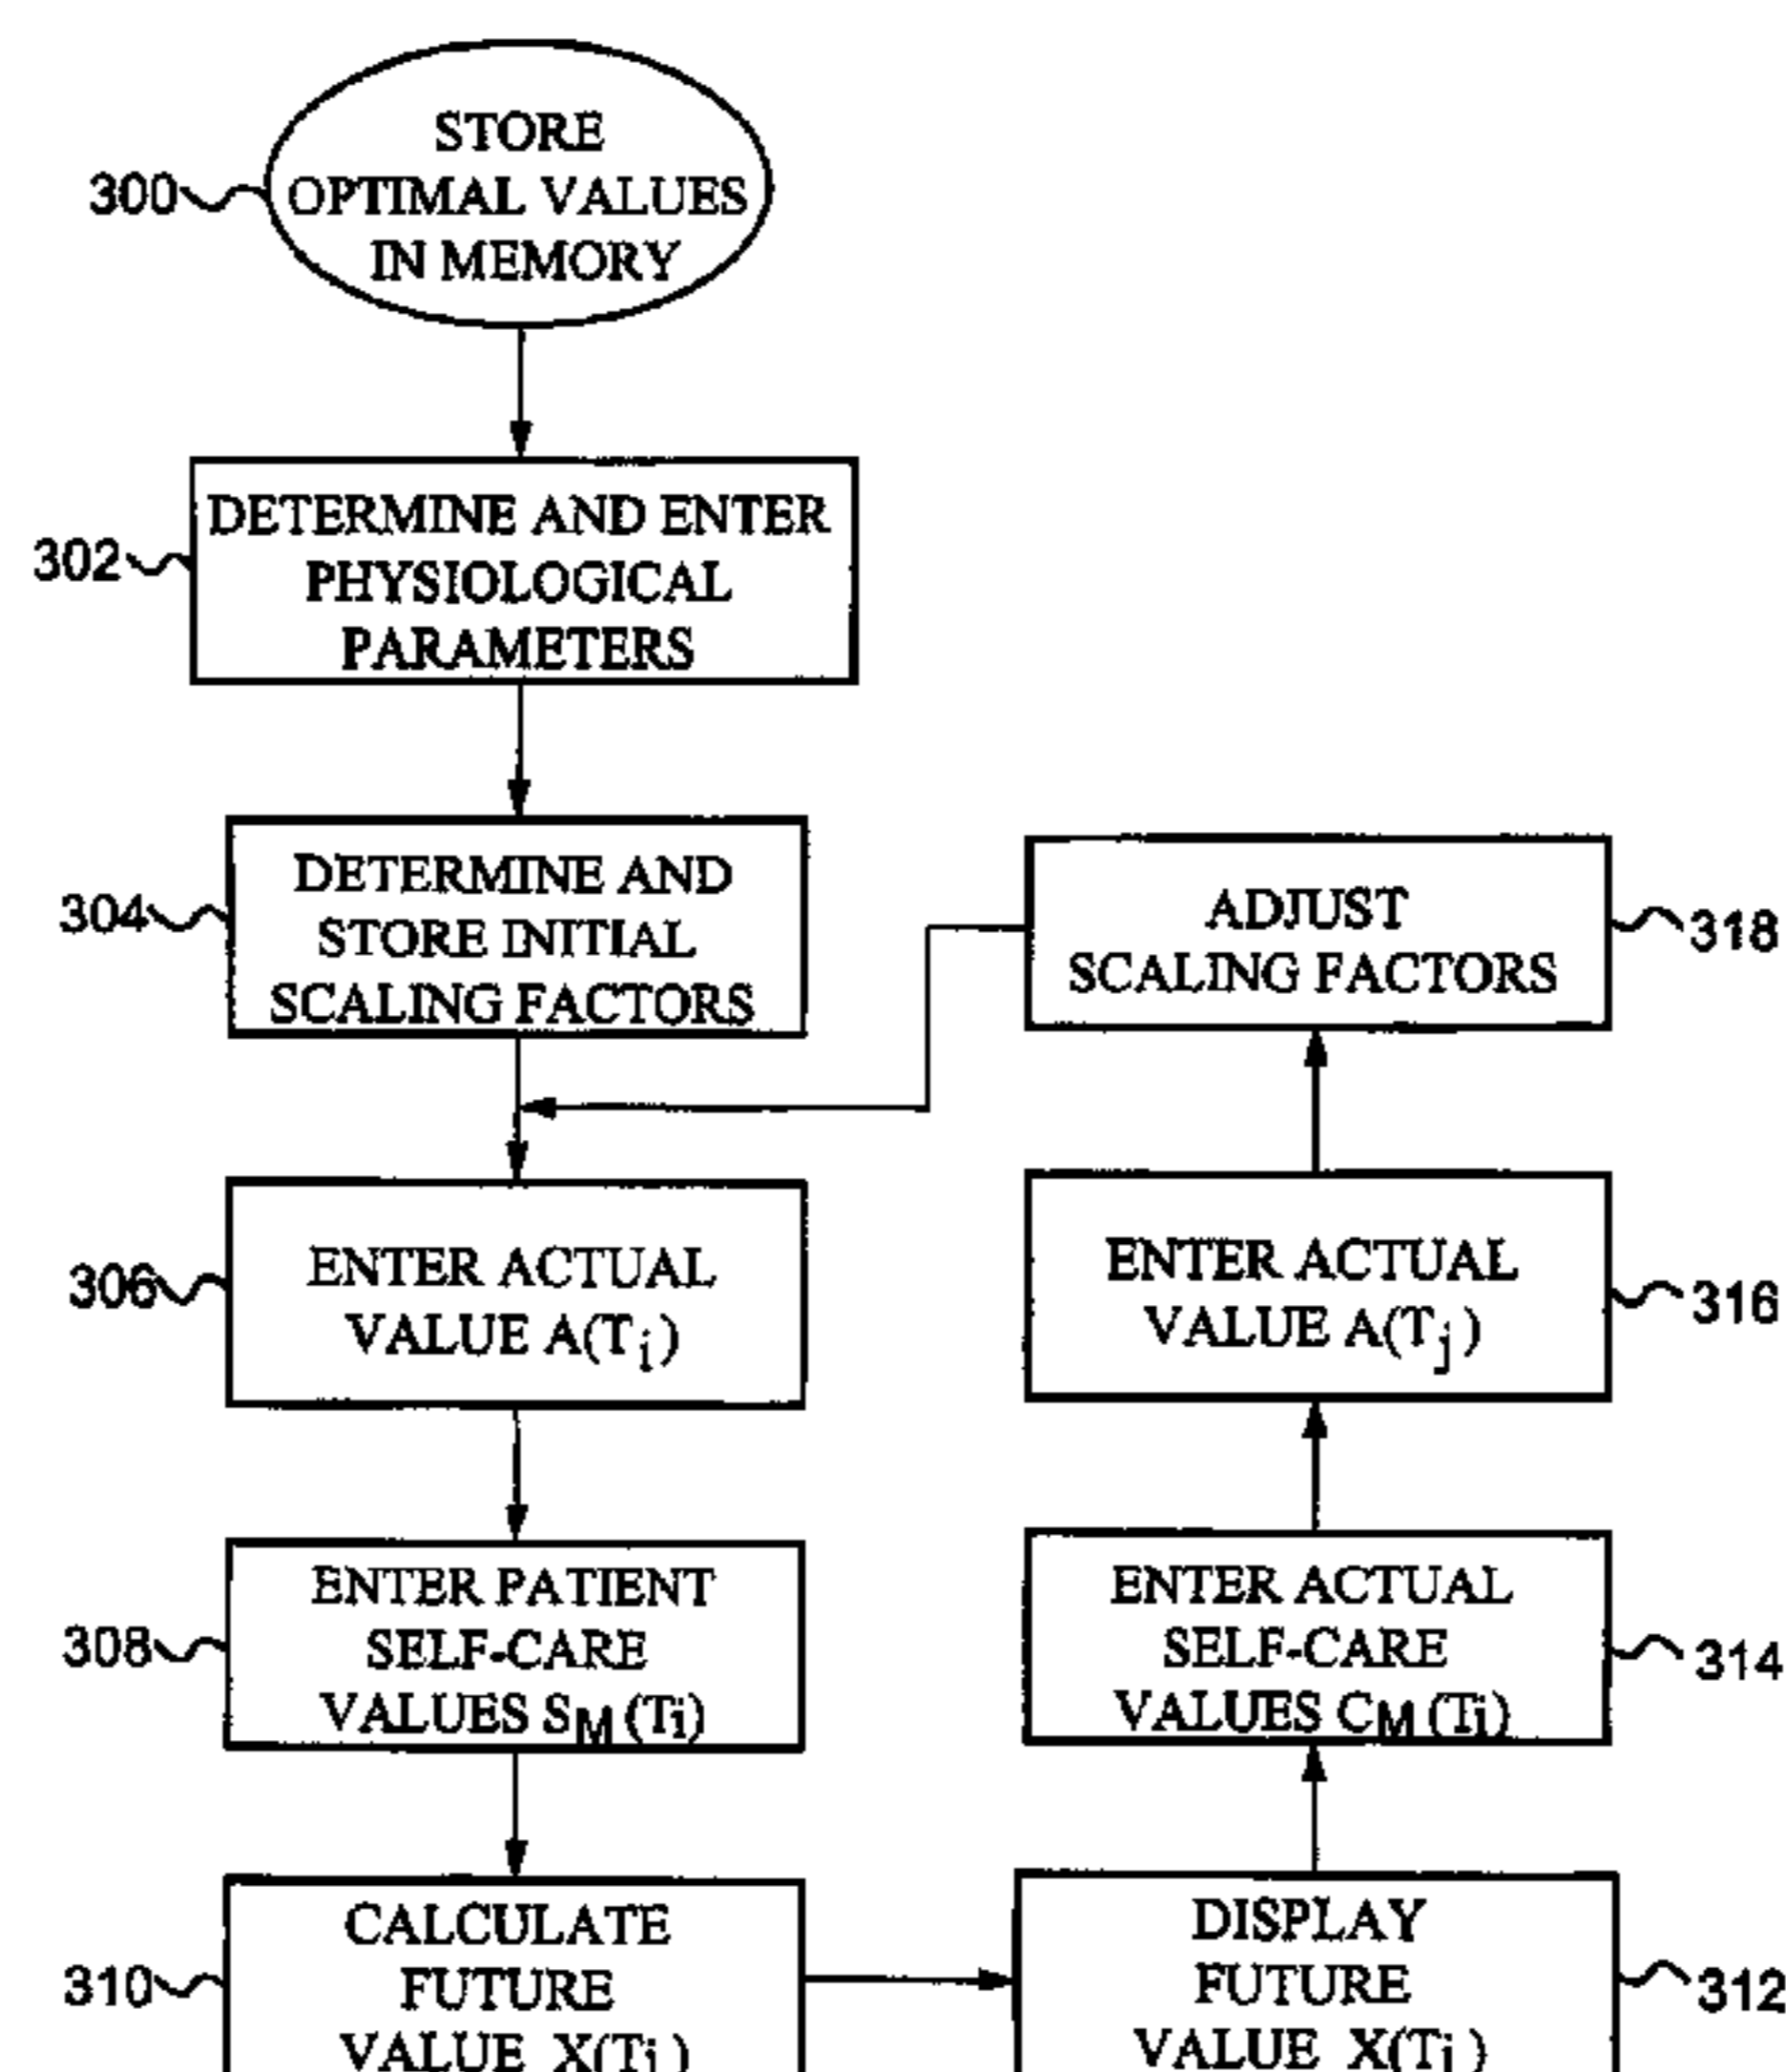 STORE
OPTIMAL VALUES
IN MEMORY
300
DETERMINE AND ENTER
PHYSIOLOGICAL
PARAMETERS
302
DETERMINE AND
STORE INITIAL
SCALING FACTORS
304
ENTER ACTUAL
VALUE A(Ti)
306
ENTER PATIENT
SELF-CARE
VALUES SM(Ti)
308
CALCULATE
FUTURE
VALUE X(Tj)
310
DISPLAY
FUTURE
VALUE X(Tj)
312
ENTER ACTUAL
SELF-CARE
VALUES CM(Ti)
314
ENTER ACTUAL
VALUE A(Tj)
316
ADJUST
SCALING FACTORS
318